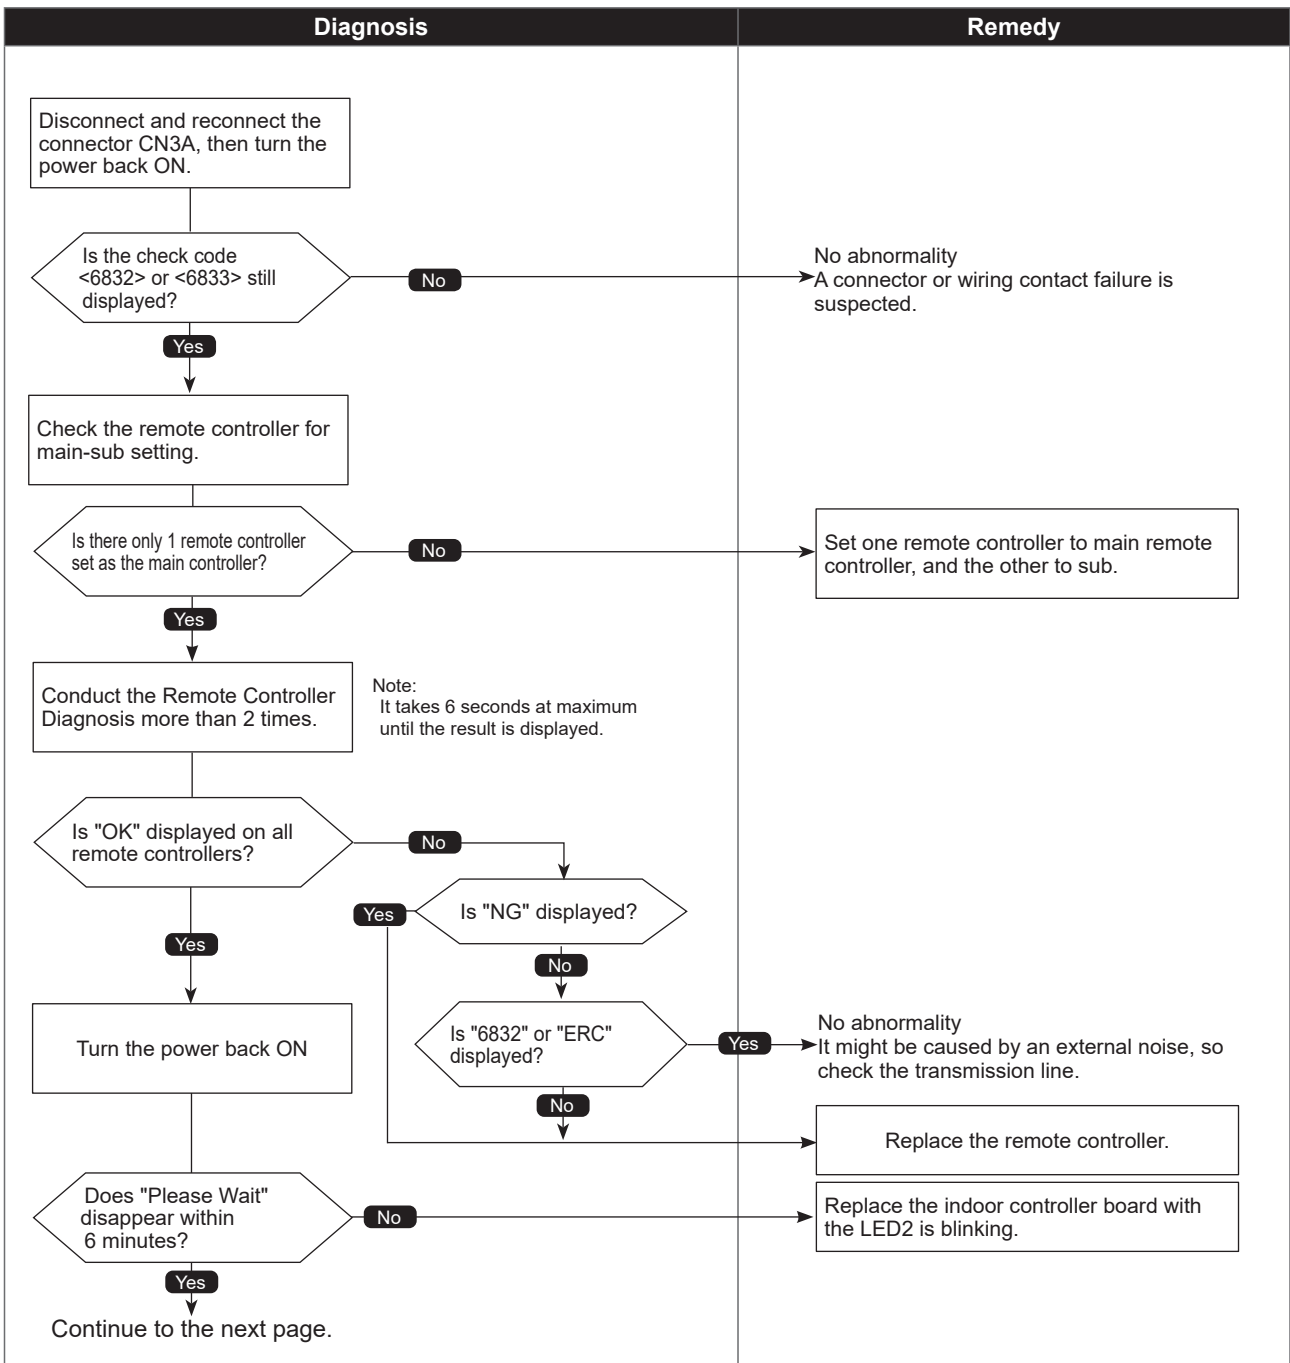 Diagnosis
Remedy
Disconnect and reconnect the
connector CN3A, then turn the
power back ON.
Is the check code
<6832> or <6833> still
displayed?
No
No abnormality
A connector or wiring contact failure is
suspected.
Yes
Check the remote controller for
main-sub setting.
Is there only 1 remote controller
set as the main controller?
No
Set one remote controller to main remote
controller, and the other to sub.
Yes
Conduct the Remote Controller
Diagnosis more than 2 times.
Note:
It takes 6 seconds at maximum
until the result is displayed.
Is "OK" displayed on all
remote controllers?
No
Is "NG" displayed?
Yes
Yes
No
Turn the power back ON
Is "6832" or "ERC"
displayed?
Yes
No abnormality
It might be caused by an external noise, so
check the transmission line.
No
Replace the remote controller.
Does "Please Wait"
disappear within
6 minutes?
No
Replace the indoor controller board with
the LED2 is blinking.
Yes
Continue to the next page.